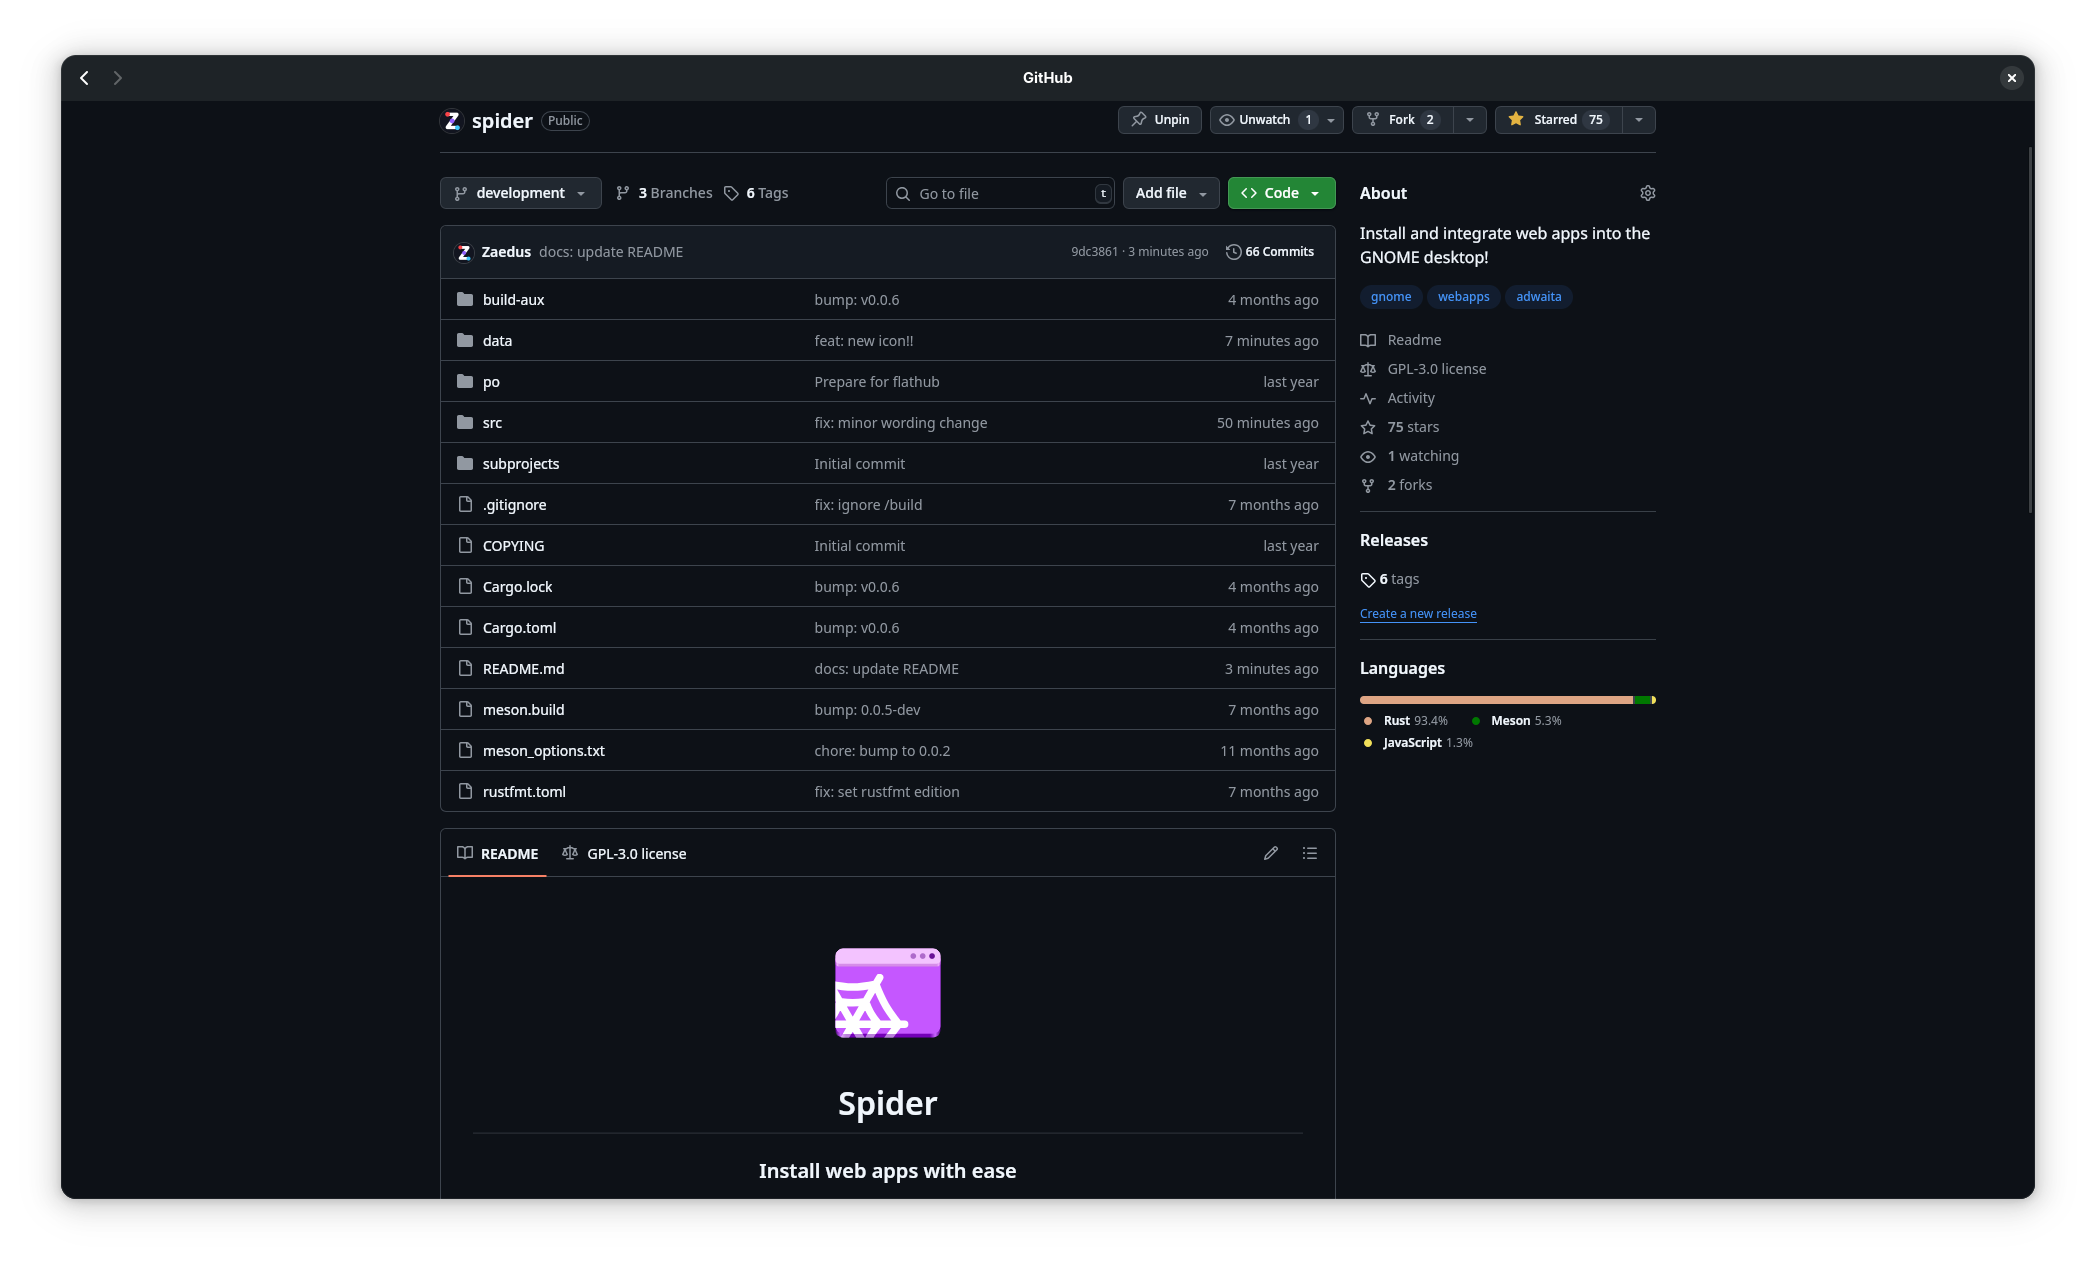 GitHub
spider Public
Unpin
Unwatch 1
Fork 2
Starred 75
development
3 Branches
6 Tags
Go to file
t
Add file
Code
Zaedus docs: update README 9dc3861 · 3 minutes ago 66 Commits
build-aux bump: v0.0.6 4 months ago
data feat: new icon!! 7 minutes ago
po Prepare for flathub last year
src fix: minor wording change 50 minutes ago
subprojects Initial commit last year
.gitignore fix: ignore /build 7 months ago
COPYING Initial commit last year
Cargo.lock bump: v0.0.6 4 months ago
Cargo.toml bump: v0.0.6 4 months ago
README.md docs: update README 3 minutes ago
meson.build bump: 0.0.5-dev 7 months ago
meson_options.txt chore: bump to 0.0.2 11 months ago
rustfmt.toml fix: set rustfmt edition 7 months ago
README
GPL-3.0 license
Spider
Install web apps with ease
About
Install and integrate web apps into the
GNOME desktop!
gnome webapps adwaita
Readme
GPL-3.0 license
Activity
75 stars
1 watching
2 forks
Releases
6 tags
Create a new release
Languages
Rust 93.4% Meson 5.3%
JavaScript 1.3%